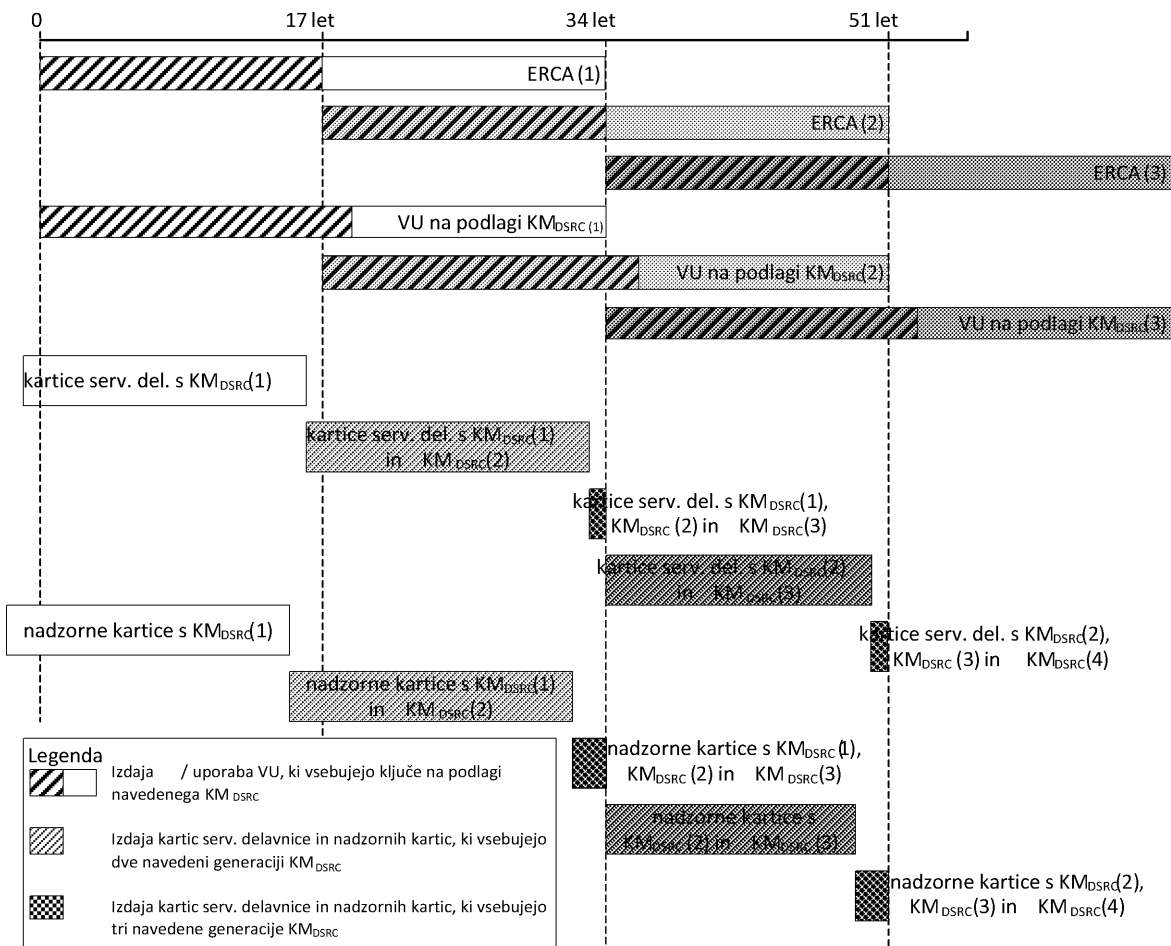 0 17 let 34 let 51 let
ERCA (1)
ERCA (2)
ERCA (3)
VU na podlagi KMDSRC (1)
VU na podlagi KMDSRC(2)
VU na podlagi KMDSRC(3)
kartice serv. del. s KMDSRC(1)
kartice serv. del. s KMDSRC(1)
in KMDSRC(2)
kartice serv. del. s KMDSRC(1),
KMDSRC(2) in KMDSRC(3)
kartice serv. del. s KMDSRC(2)
in KMDSRC(3)
nadzorne kartice s KMDSRC(1)
kartice serv. del. s KMDSRC(2),
KMDSRC(3) in KMDSRC(4)
nadzorne kartice s KMDSRC(1)
in KMDSRC(2)
nadzorne kartice s KMDSRC(1),
KMDSRC(2) in KMDSRC(3)
nadzorne kartice s
KMDSRC(2) in KMDSRC(3)
nadzorne kartice s KMDSRC(2),
KMDSRC(3) in KMDSRC(4)
Legenda
Izdaja / uporaba VU, ki vsebujejo ključe na podlagi
navedenega KMDSRC
Izdaja kartic serv. delavnice in nadzornih kartic, ki vsebujejo
dve navedeni generaciji KMDSRC
Izdaja kartic serv. delavnice in nadzornih kartic, ki vsebujejo
tri navedene generacije KMDSRC